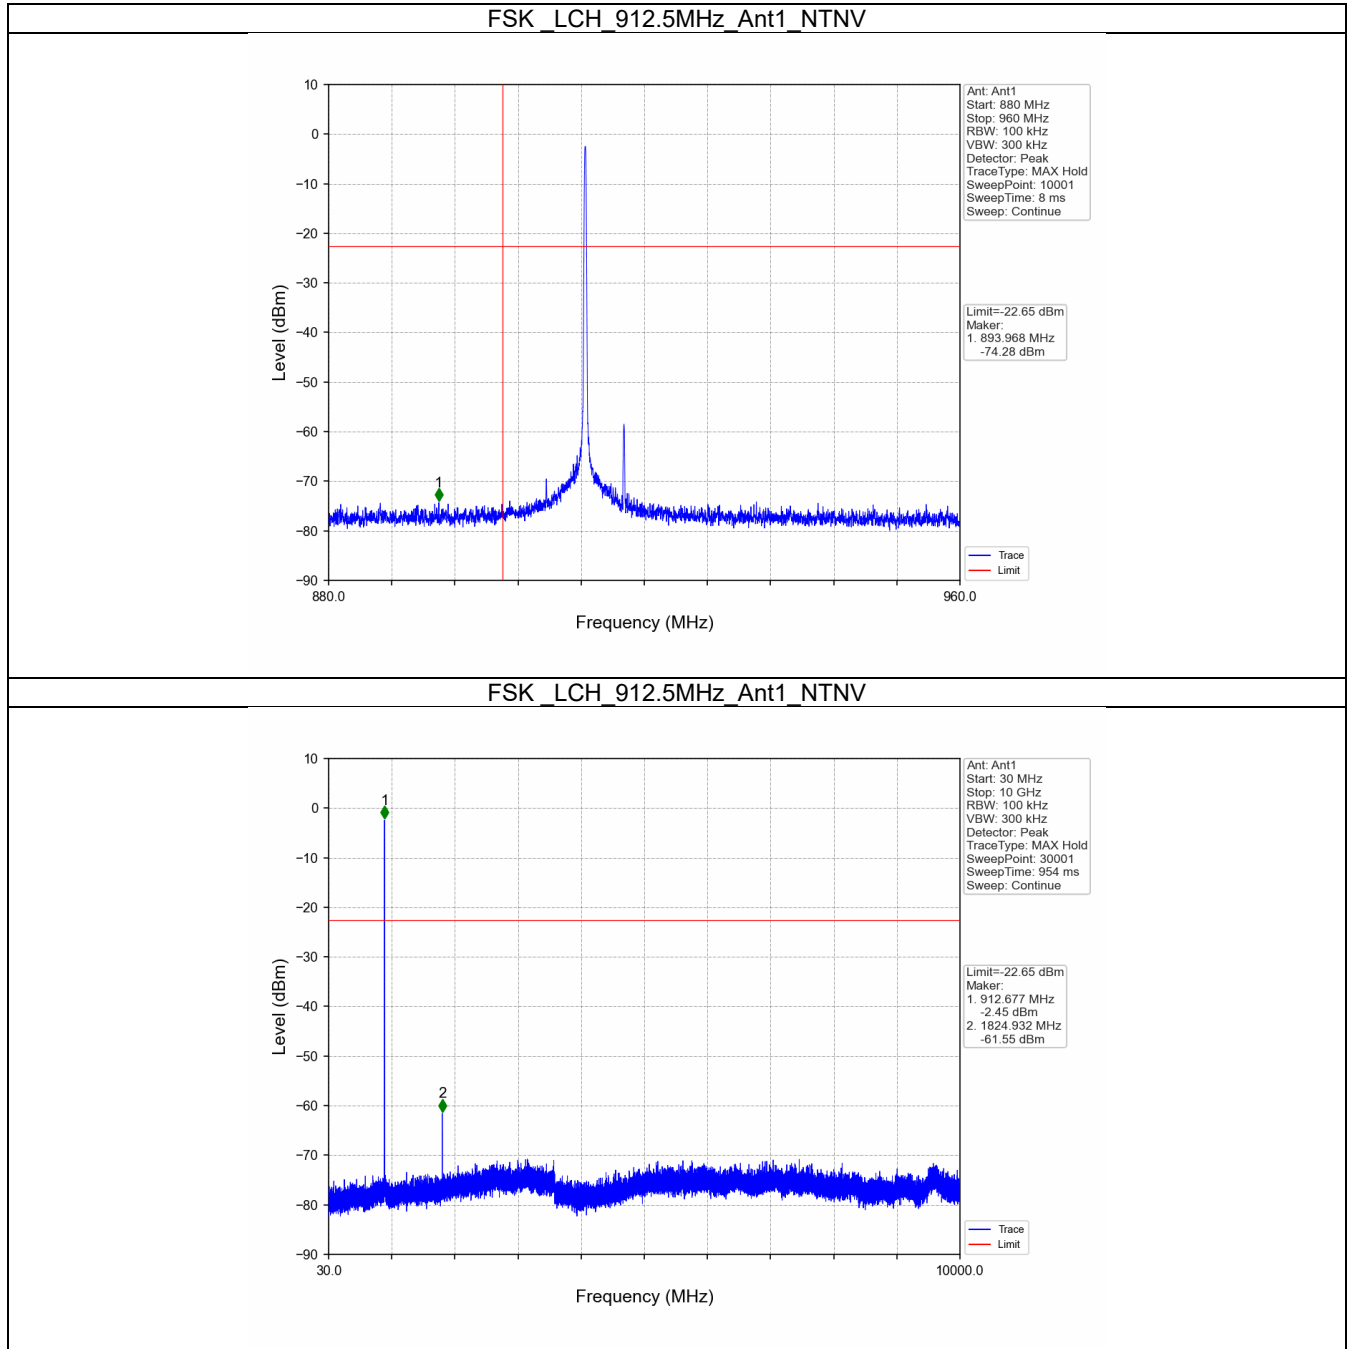 FSK _LCH_912.5MHz_Ant1_NTNV
10
0
−10
−20
−30
−40
−50
−60
−70
−80
−90
Level (dBm)
1
880.0
960.0
Frequency (MHz)
Ant: Ant1
Start: 880 MHz
Stop: 960 MHz
RBW: 100 kHz
VBW: 300 kHz
Detector: Peak
TraceType: MAX Hold
SweepPoint: 10001
SweepTime: 8 ms
Sweep: Continue
Limit=-22.65 dBm
Maker:
1. 893.968 MHz
-74.28 dBm
Trace
Limit
FSK _LCH_912.5MHz_Ant1_NTNV
10
0
−10
−20
−30
−40
−50
−60
−70
−80
−90
Level (dBm)
1
2
30.0
10000.0
Frequency (MHz)
Ant: Ant1
Start: 30 MHz
Stop: 10 GHz
RBW: 100 kHz
VBW: 300 kHz
Detector: Peak
TraceType: MAX Hold
SweepPoint: 30001
SweepTime: 954 ms
Sweep: Continue
Limit=-22.65 dBm
Maker:
1. 912.677 MHz
-2.45 dBm
2. 1824.932 MHz
-61.55 dBm
Trace
Limit